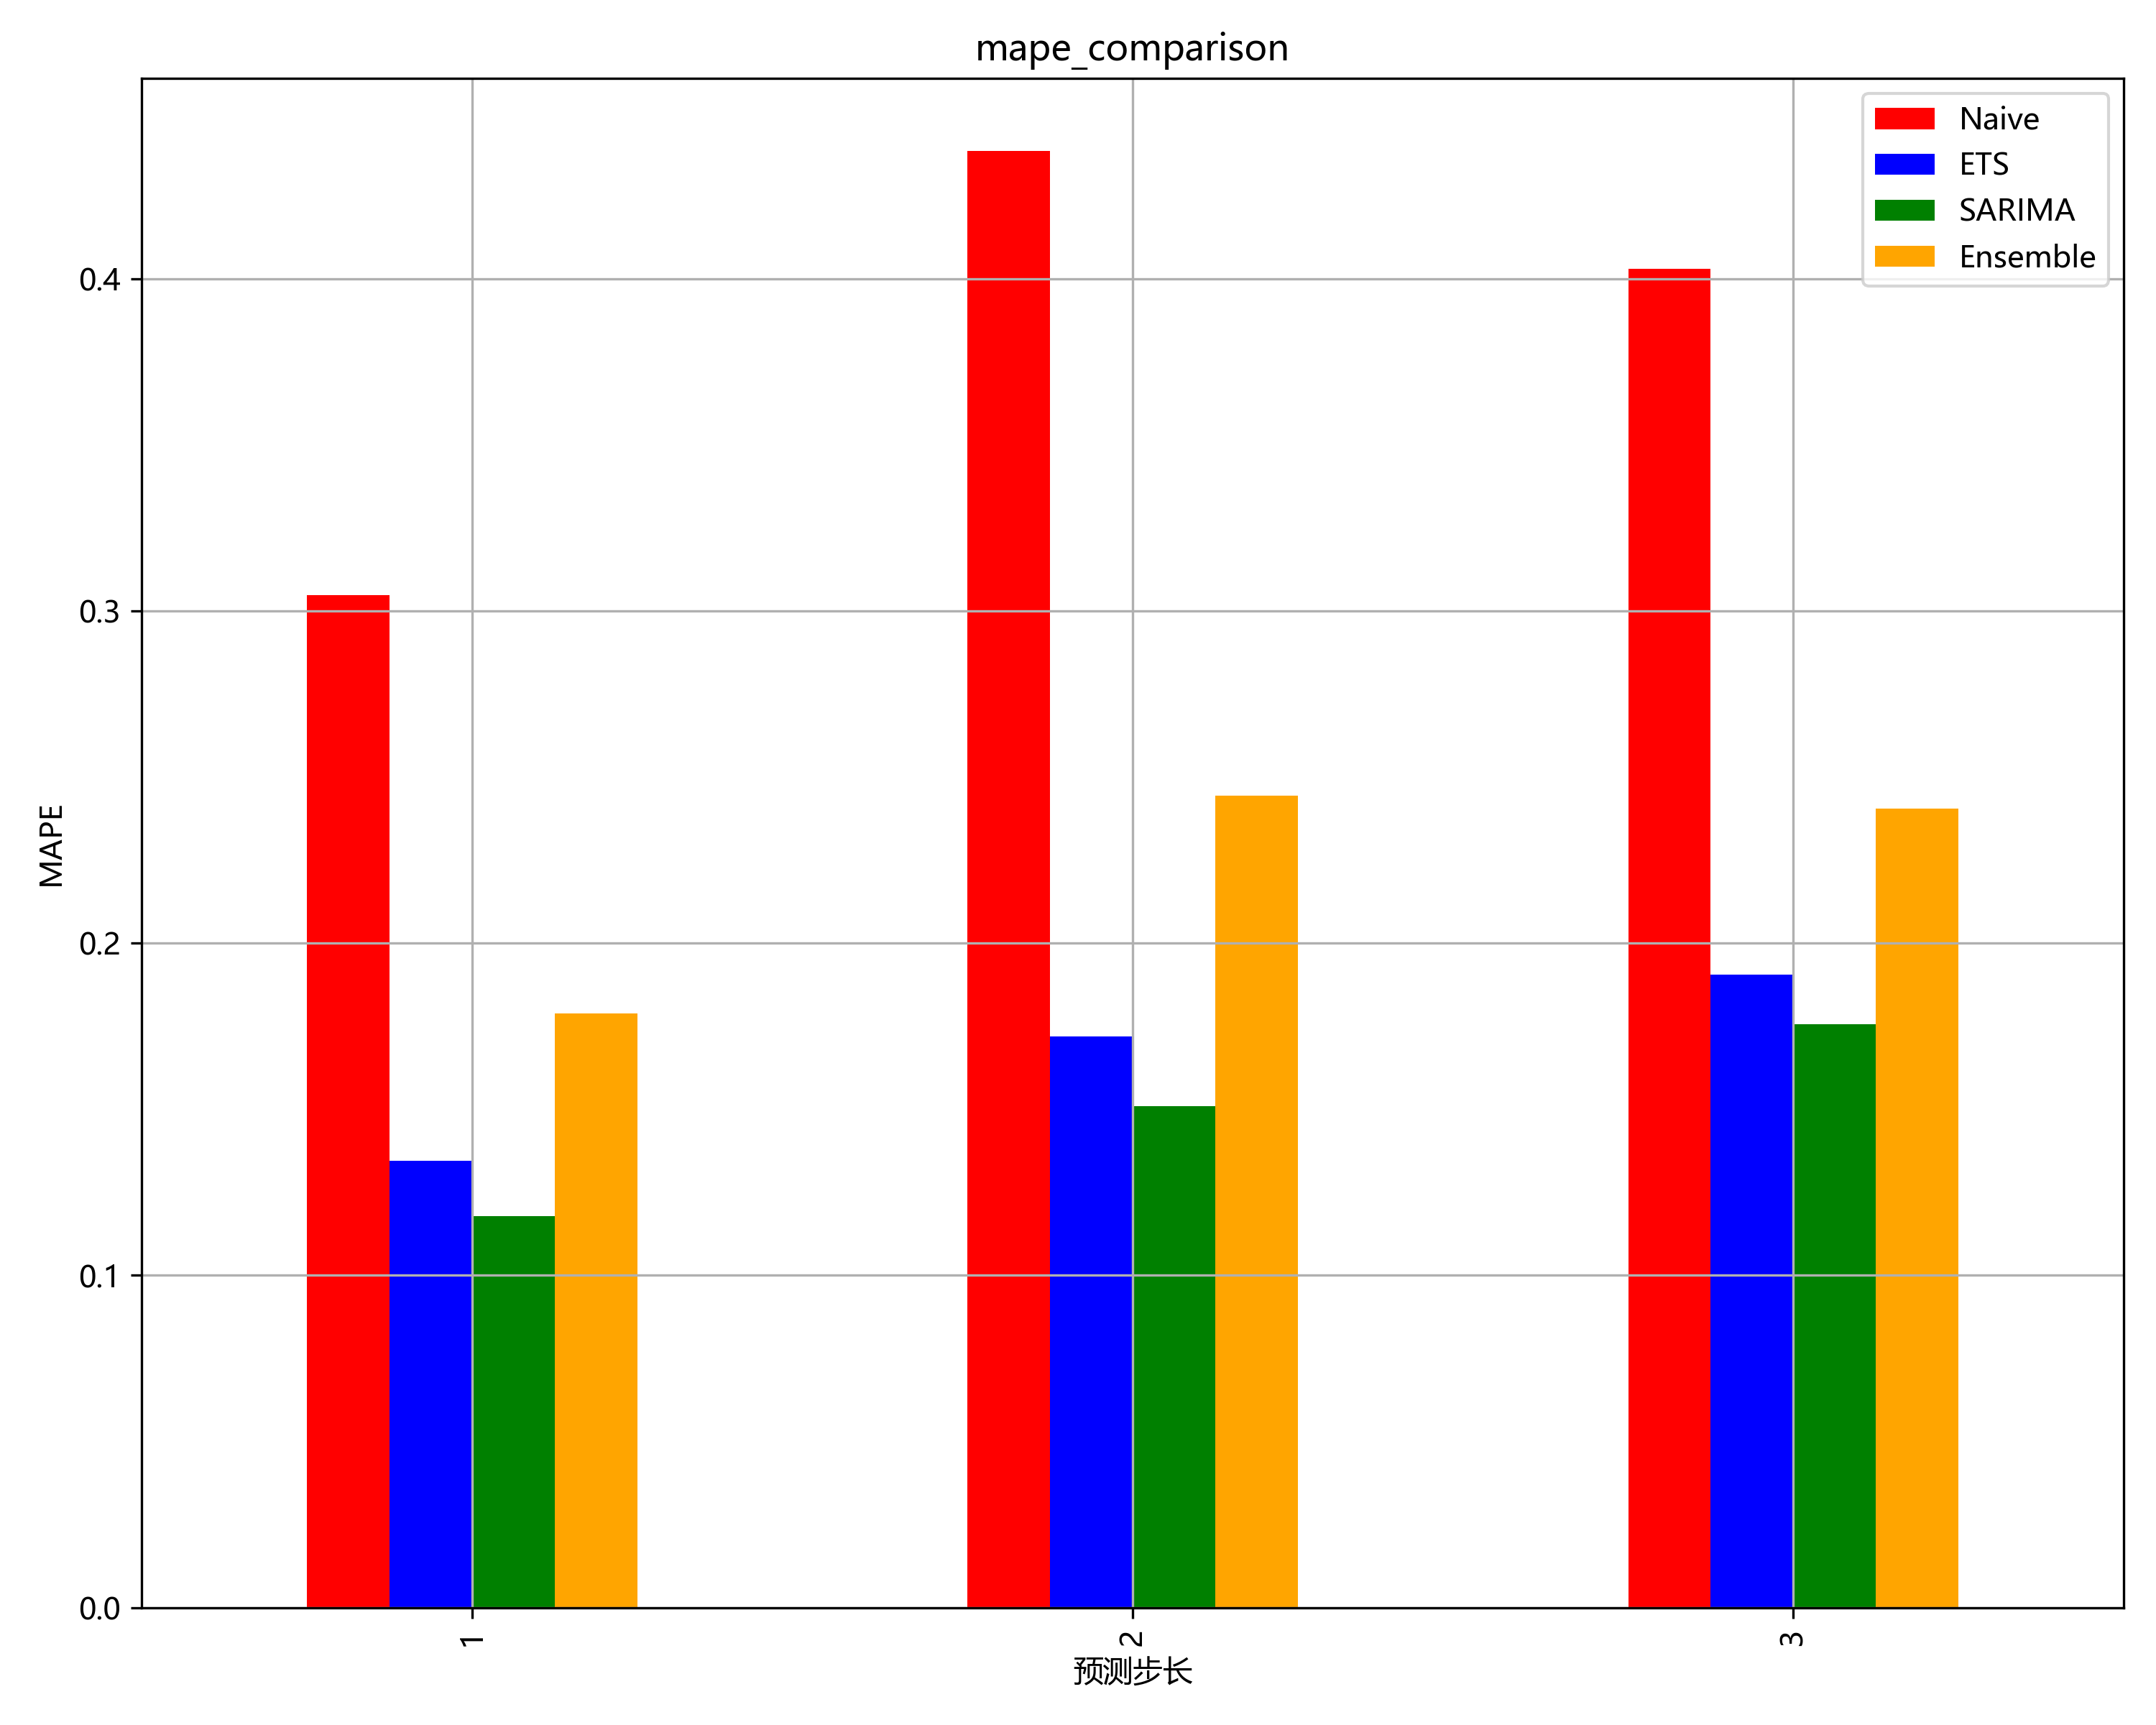 mape_comparison
Naive
ETS
SARIMA
Ensemble
MAPE
0.4
0.3
0.2
0.1
0.0
1
2
3
预测步长